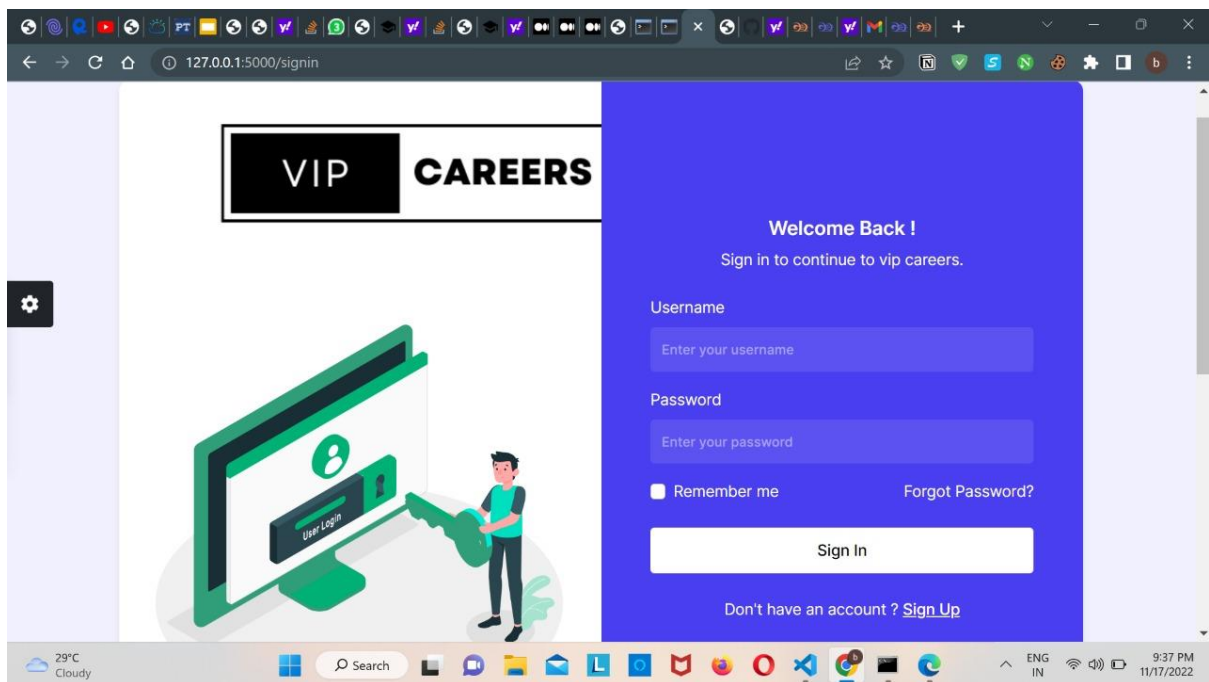 PT
3
127.0.0.1:5000/signin
b
VIP CAREERS
Welcome Back !
Sign in to continue to vip careers.
Username
Enter your username
Password
Enter your password
Remember me
Forgot Password?
Sign In
Don't have an account ? Sign Up
User Login
29°C
Cloudy
Search
ENG
IN
9:37 PM
11/17/2022